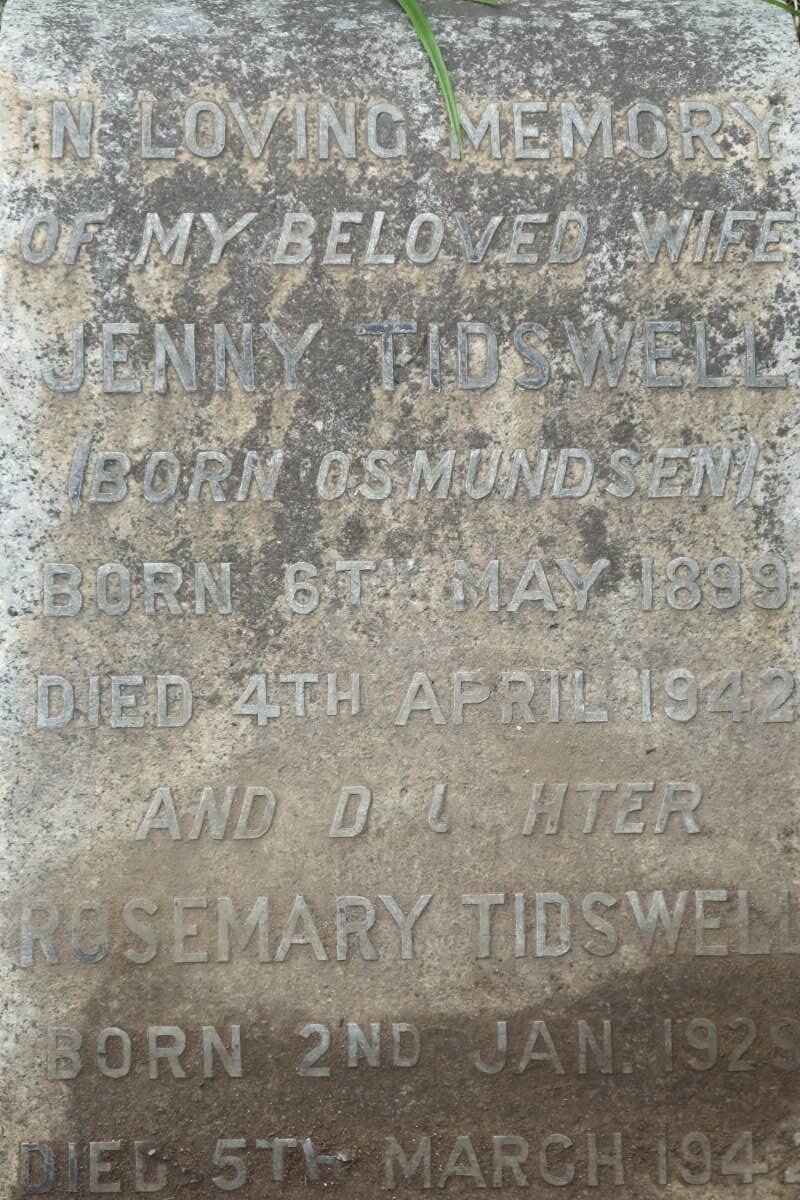 IN LOVING MEMORY
OF MY BELOVED WIFE
JENNY TIDSWELL
(BORN OSMUNDSEN)
BORN 6TH MAY 1899
DIED 4TH APRIL 1942
AND DAUGHTER
ROSEMARY TIDSWELL
BORN 2ND JAN. 1929
DIED 5TH MARCH 1942